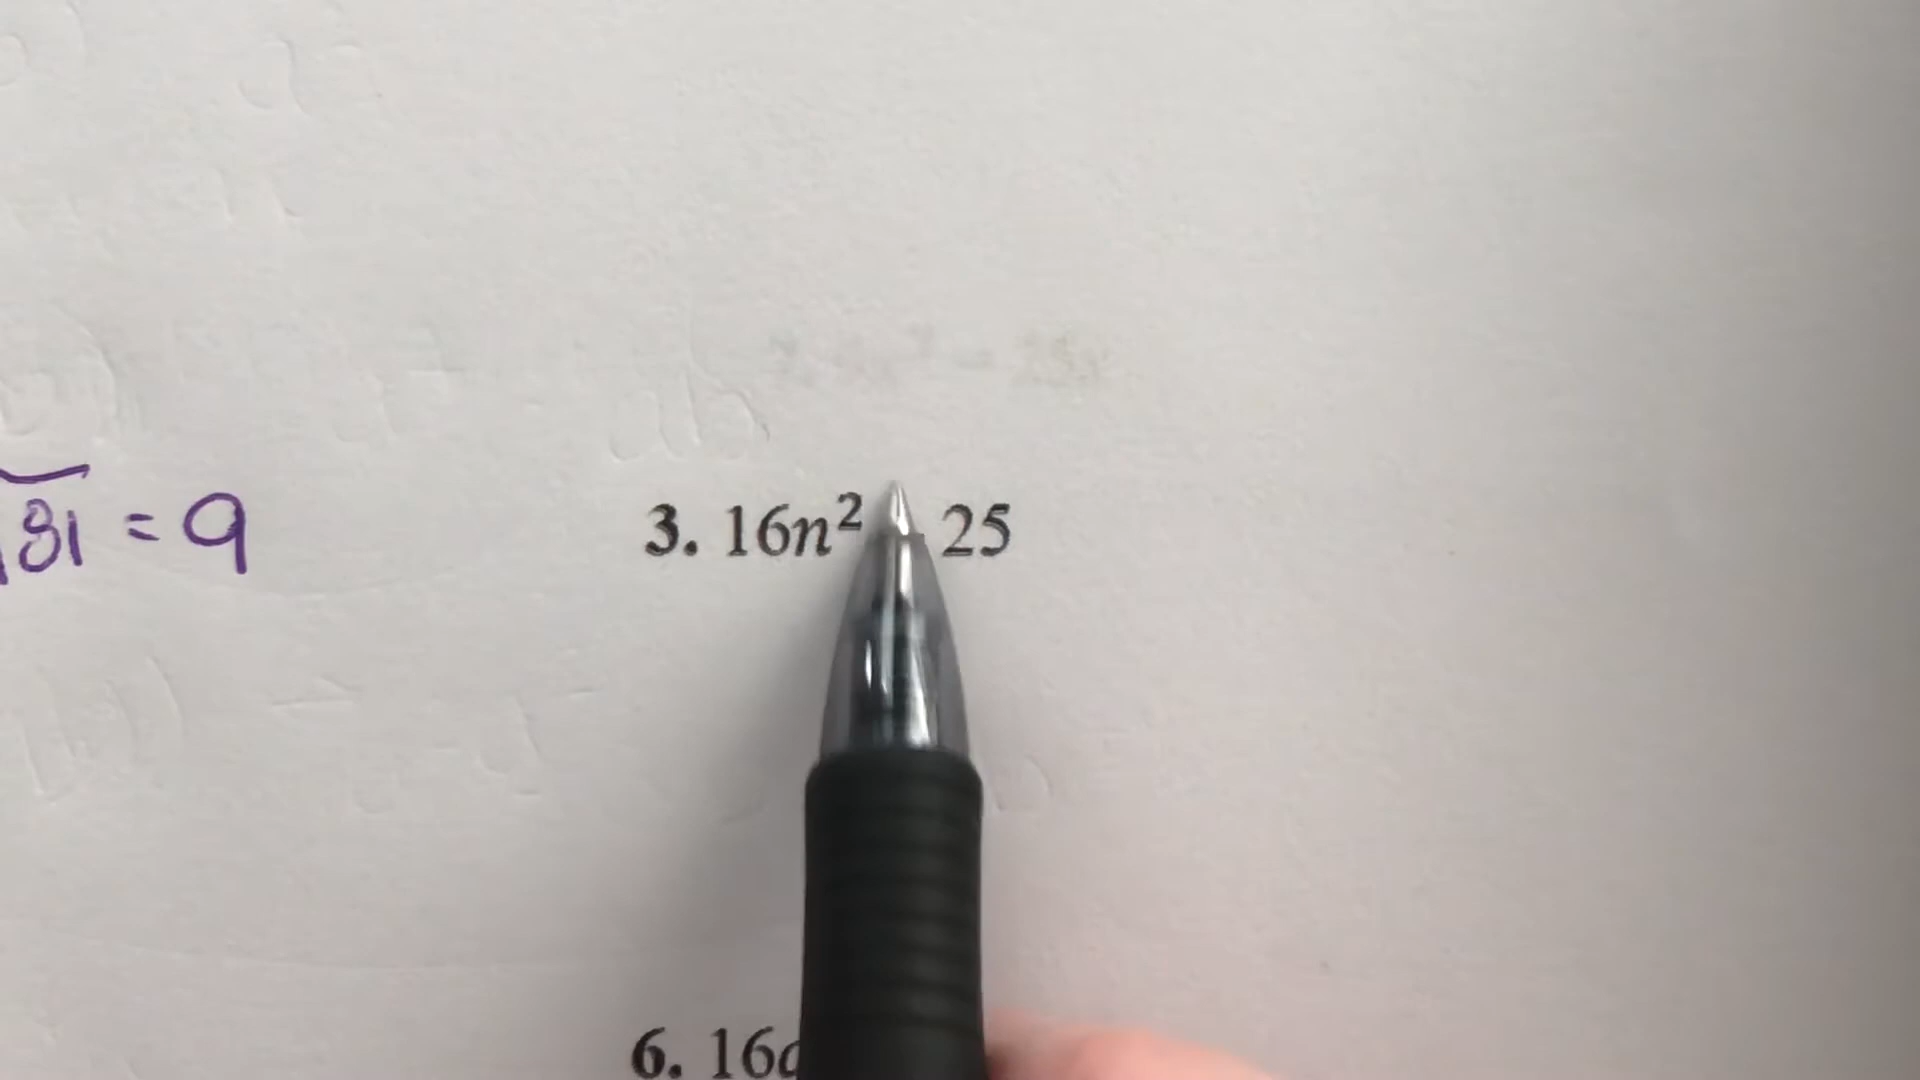 √81 = 9
3. 16n² 25
6. 16